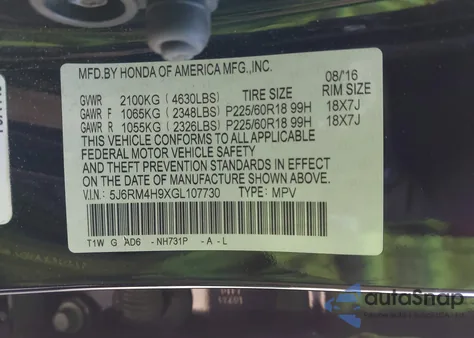 MFD.BY HONDA OF AMERICA MFG.,INC. 08/16
GVWR 2100KG (4630LBS) TIRE SIZE RIM SIZE
GAWR F 1065KG (2348LBS) P225/60R18 99H 18X7J
GAWR R 1055KG (2326LBS) P225/60R18 99H 18X7J
THIS VEHICLE CONFORMS TO ALL APPLICABLE
FEDERAL MOTOR VEHICLE SAFETY
AND THEFT PREVENTION STANDARDS IN EFFECT
ON THE DATE OF MANUFACTURE SHOWN ABOVE.
V.I.N.: 5J6RM4H9XGL107730 TYPE: MPV
T1W G AD6 -NH731P -A-L
autoSnap